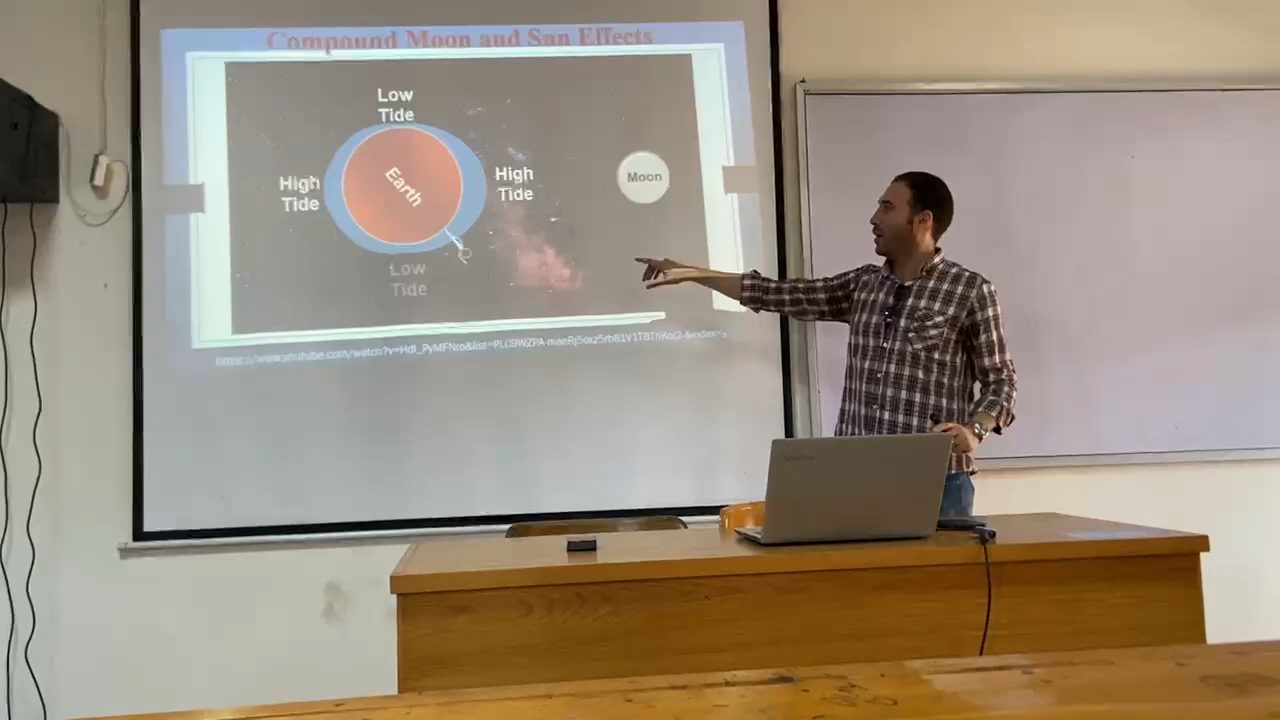 Compound Moon and Sun Effects
Low
Tide
High
Tide
Earth
High
Tide
Moon
Low
Tide